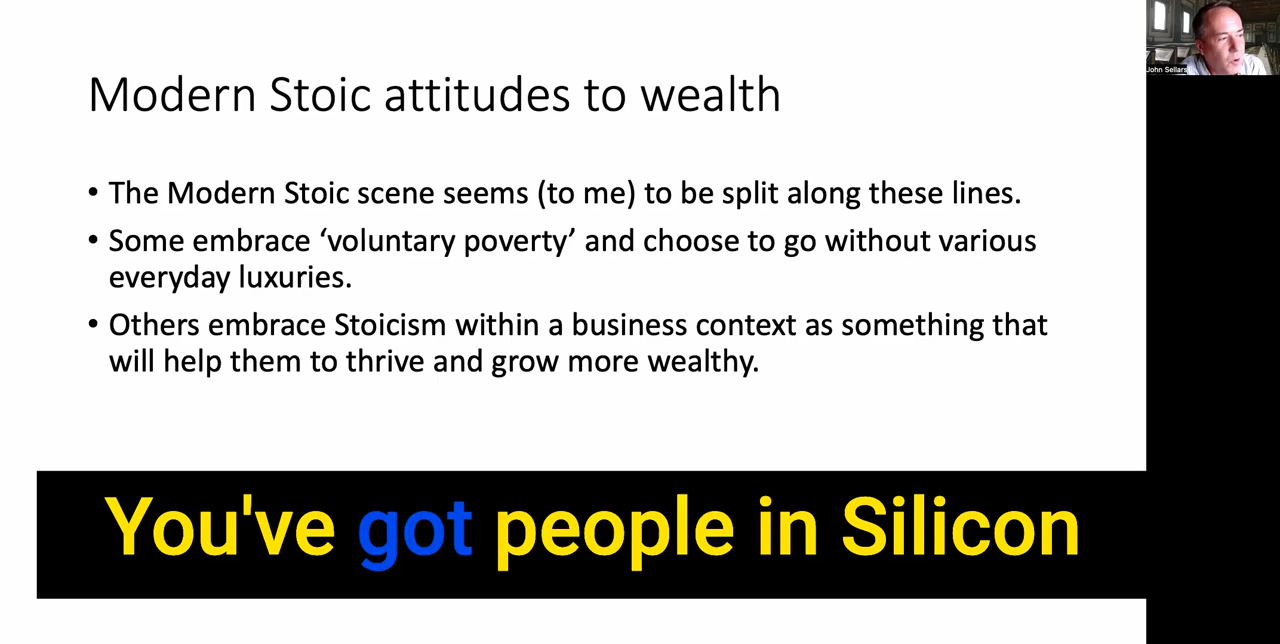 John Sellars
Modern Stoic attitudes to wealth
• The Modern Stoic scene seems (to me) to be split along these lines.
• Some embrace ‘voluntary poverty’ and choose to go without various
everyday luxuries.
• Others embrace Stoicism within a business context as something that
will help them to thrive and grow more wealthy.
You've got people in Silicon